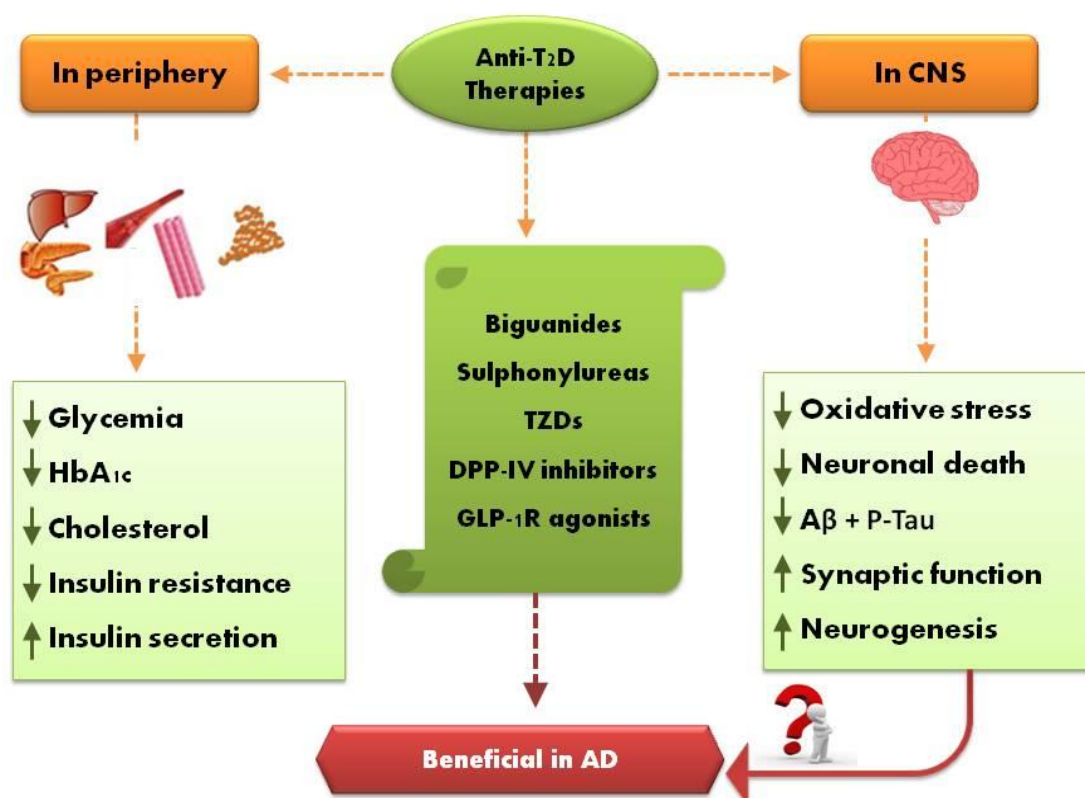 In periphery
Anti-T2D
Therapies
In CNS
Biguanides
Sulphonylureas
TZDs
DPP-IV inhibitors
GLP-1R agonists
↓ Glycemia
↓ HbA1c
↓ Cholesterol
↓ Insulin resistance
↑ Insulin secretion
↓ Oxidative stress
↓ Neuronal death
↓ Aβ + P-Tau
↑ Synaptic function
↑ Neurogenesis
?
Beneficial in AD